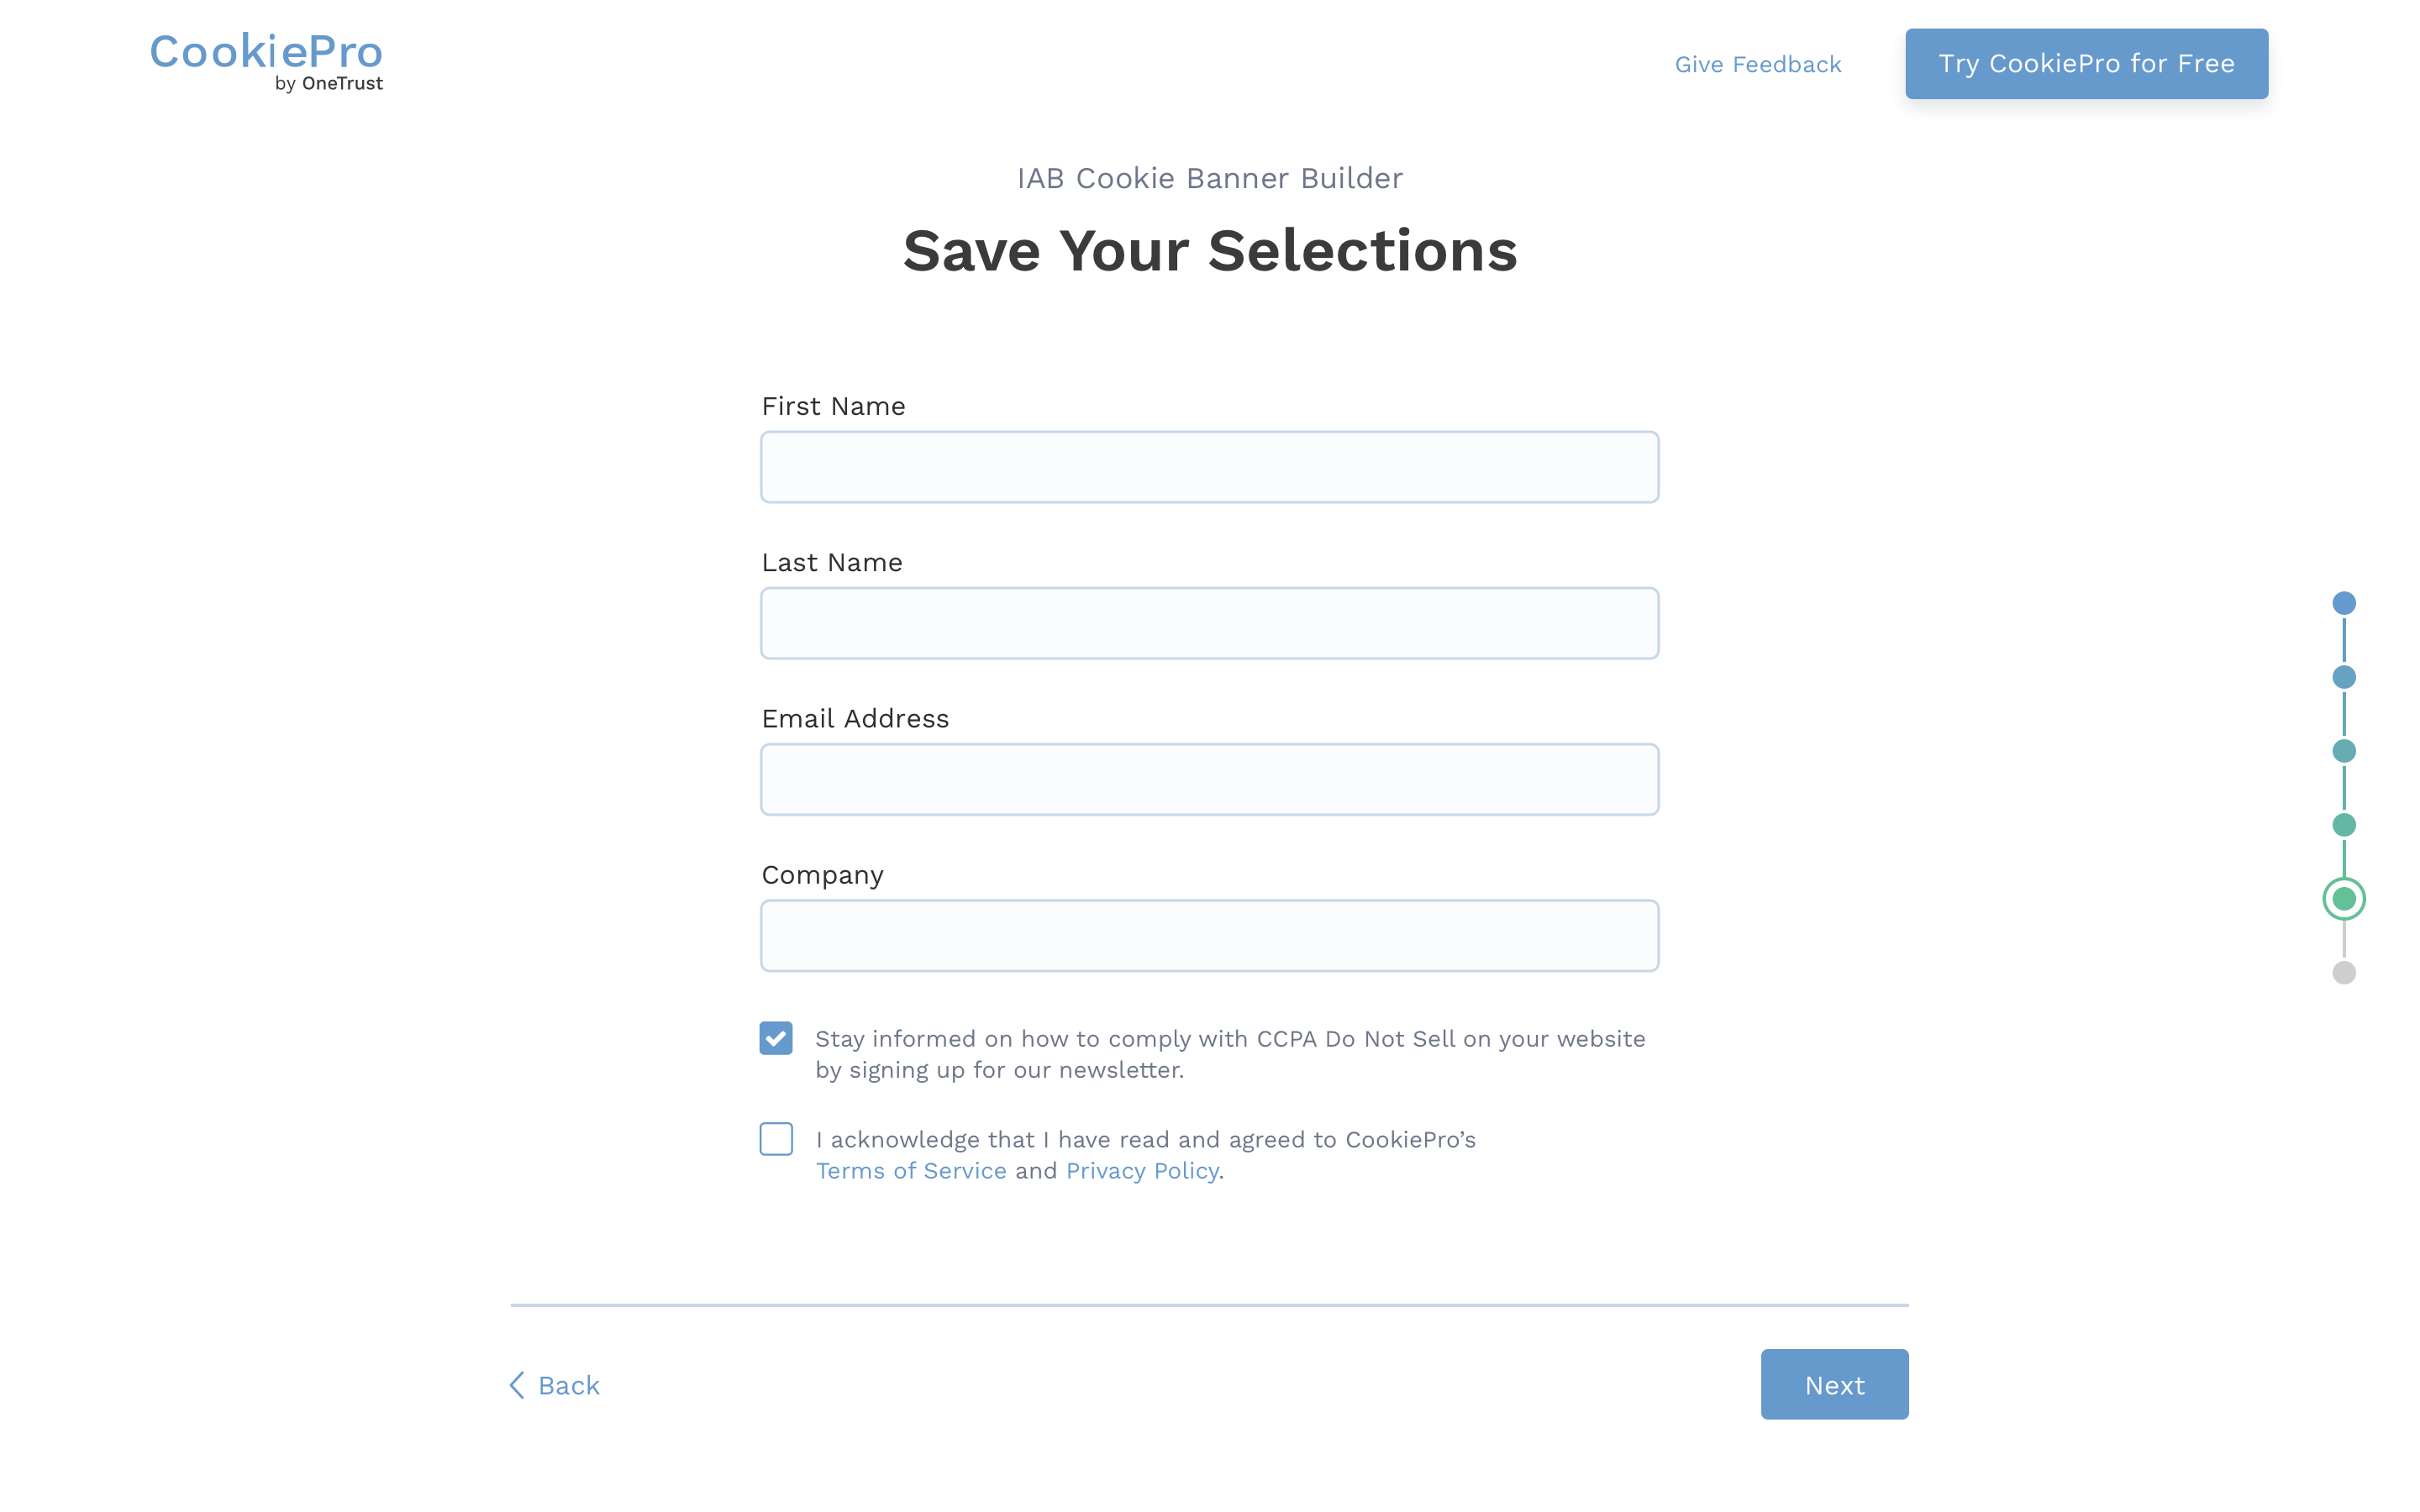 CookiePro
by OneTrust
Give Feedback
Try CookiePro for Free
IAB Cookie Banner Builder
Save Your Selections
First Name
Last Name
Email Address
Company
Stay informed on how to comply with CCPA Do Not Sell on your website
by signing up for our newsletter.
I acknowledge that I have read and agreed to CookiePro’s
Terms of Service and Privacy Policy.
Back
Next